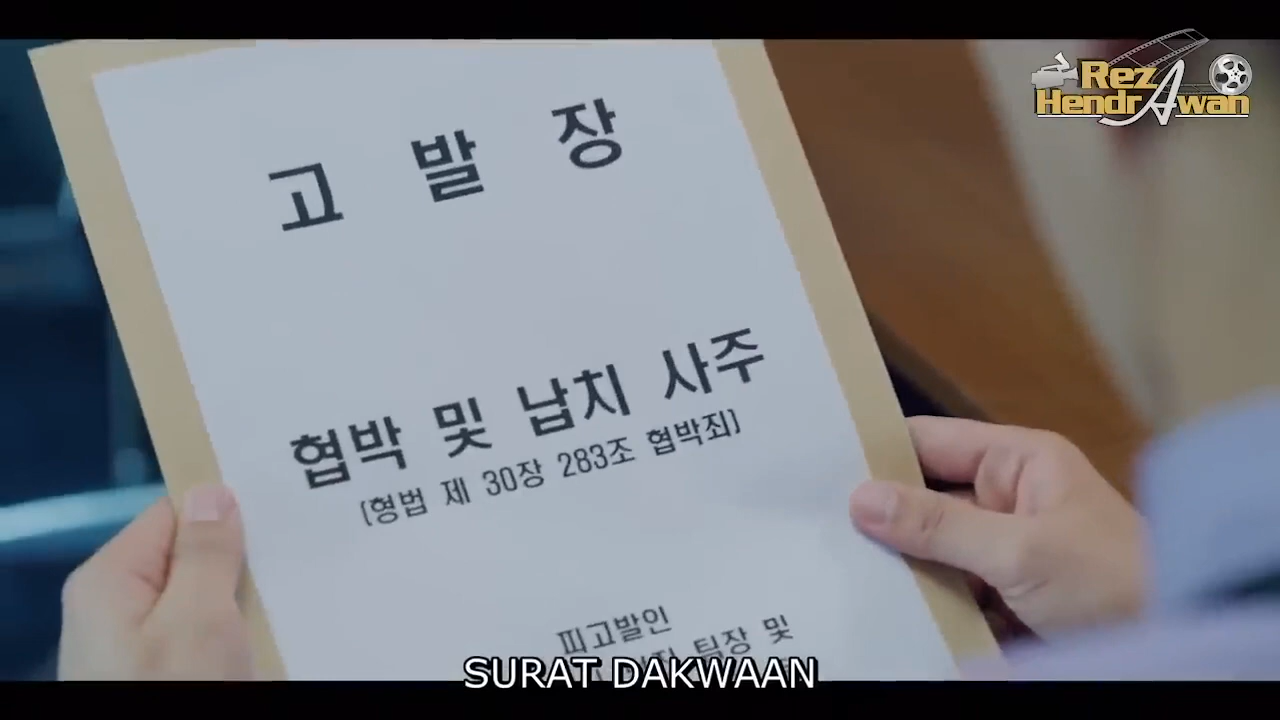 Reza
Hendrawan
고 발 장
협박 및 납치 사주
(형법 제 30장 283조 협박죄)
피고발인
팀장 및
SURAT DAKWAAN